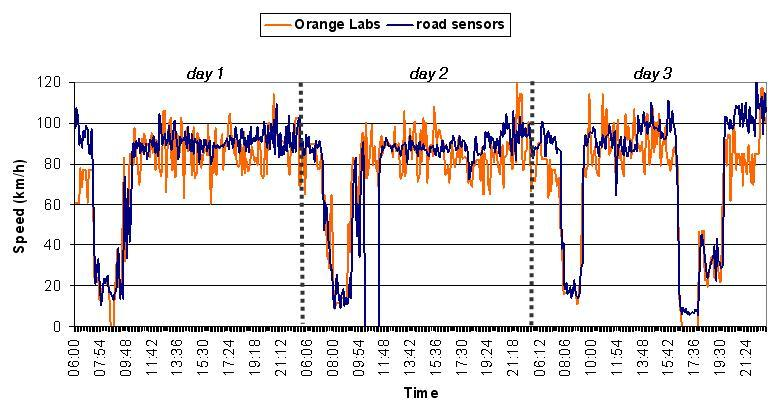 Orange Labs road sensors
day 1 day 2 day 3
120
100
80
60
40
20
0
Speed (km/h)
06:00 07:54 09:48 11:42 13:36 15:30 17:24 19:18 21:12 06:06 08:00 09:54 11:48 13:42 15:36 17:30 19:24 21:18 06:12 08:06 10:00 11:54 13:48 15:42 17:36 19:30 21:24
Time